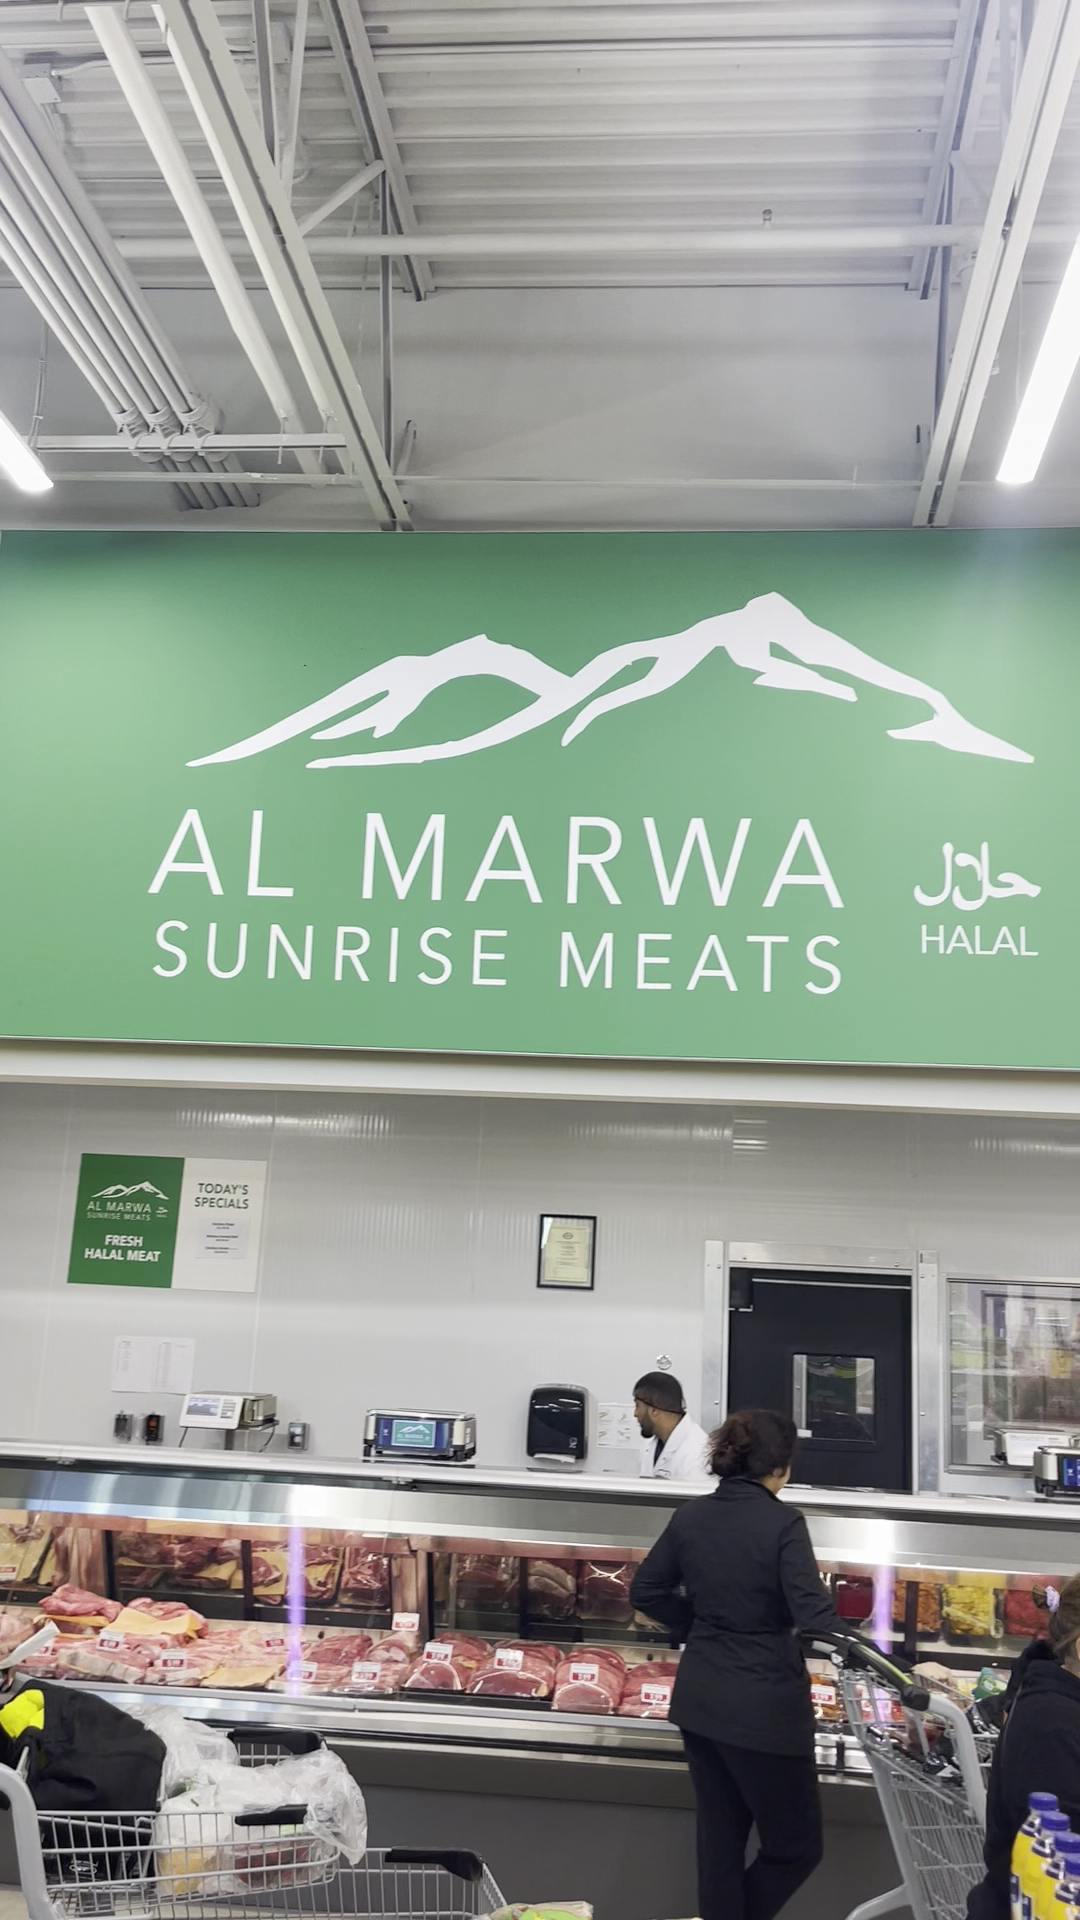 AL MARWA
SUNRISE MEATS
حلال
HALAL
AL MARWA
SUNRISE MEATS
FRESH
HALAL MEAT
TODAY'S
SPECIALS